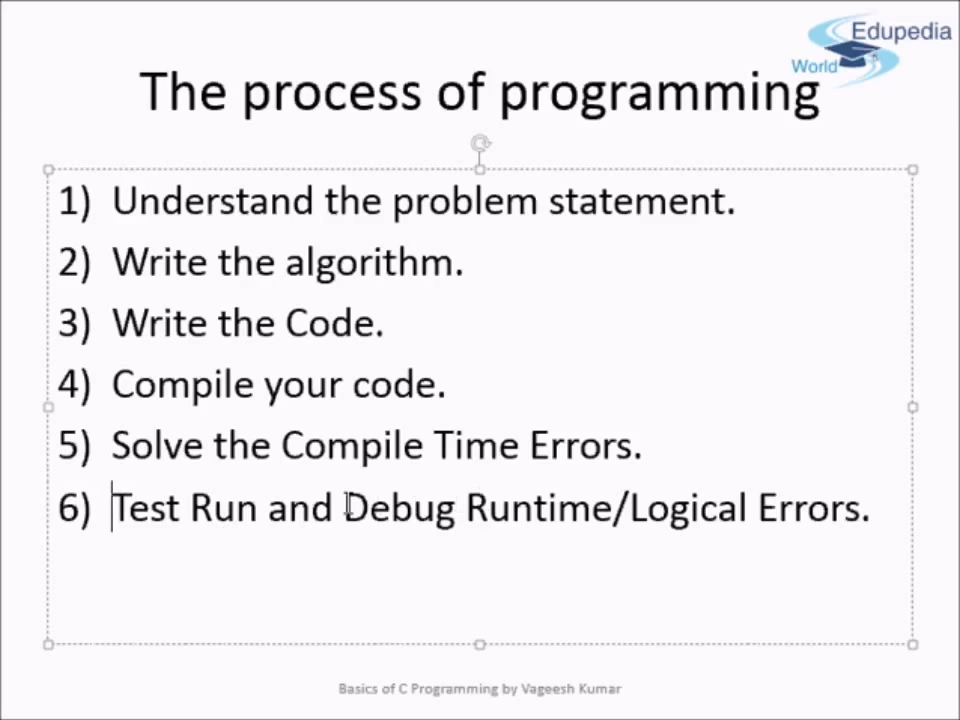 Edupedia
World
The process of programming
1) Understand the problem statement.
2) Write the algorithm.
3) Write the Code.
4) Compile your code.
5) Solve the Compile Time Errors.
6) Test Run and Debug Runtime/Logical Errors.
Basics of C Programming by Vageesh Kumar